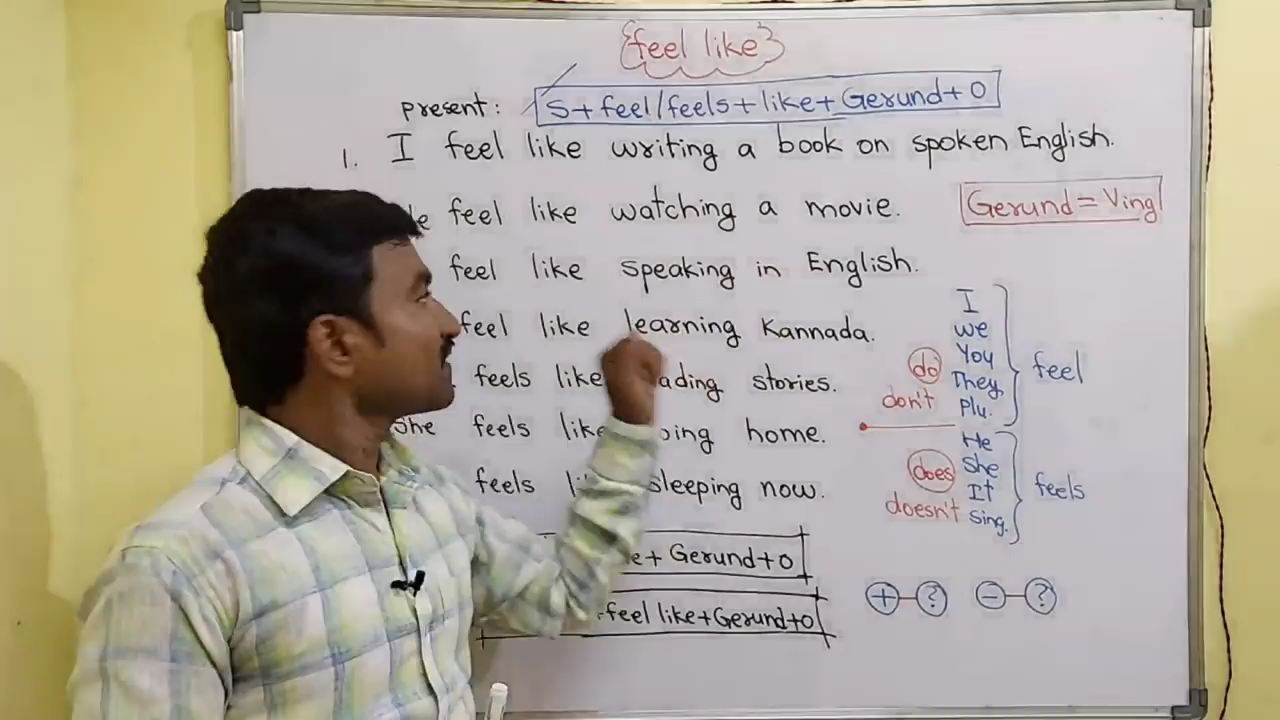 {feel like}
present: S+feel/feels+like+Gerund+O
1. I feel like writing a book on spoken English.
feel like watching a movie.
Gerund = Ving
feel like speaking in English.
feel like learning Kannada.
feels like stories.
She feels like home.
feels sleeping now.
I
we
You
do They feel
don't Plu.
He
does She
It feels
doesn't Sing.
+ Gerund+O
feel like+Gerund+O
+ - ? - - ?